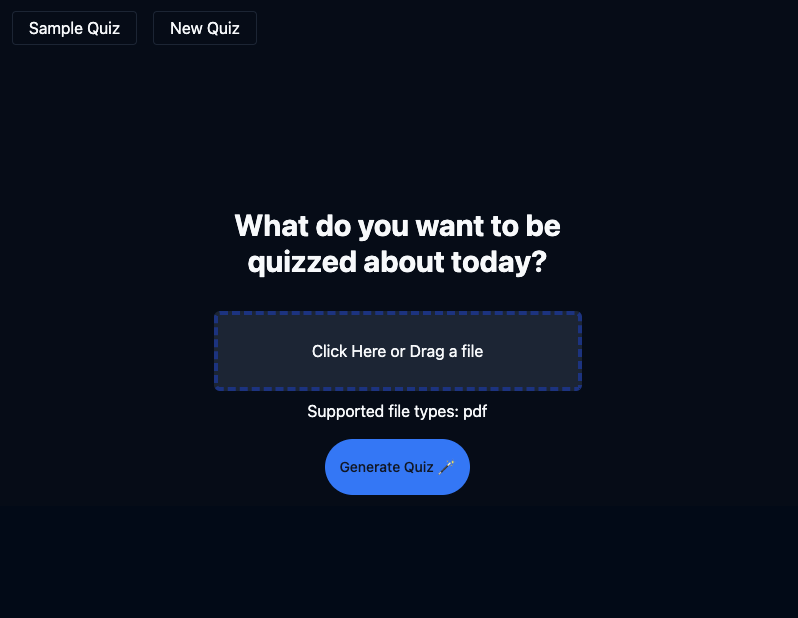 Sample Quiz
New Quiz
What do you want to be
quizzed about today?
Click Here or Drag a file
Supported file types: pdf
Generate Quiz 🪄